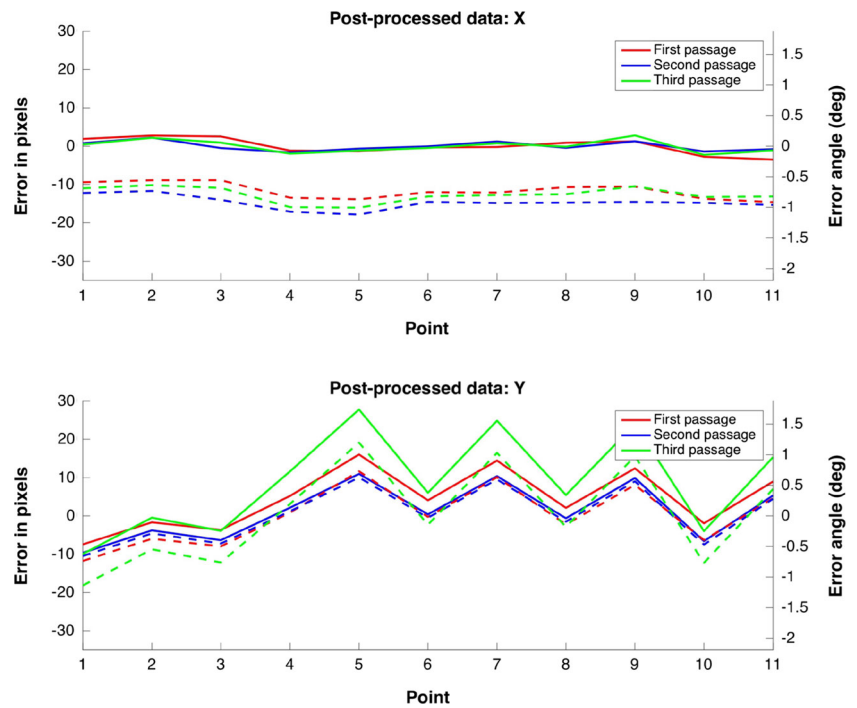 Post-processed data: X
Error in pixels
30
20
10
0
-10
-20
-30
First passage
Second passage
Third passage
Error angle (deg)
1.5
1
0.5
0
-0.5
-1
-1.5
-2
1 2 3 4 5 6 7 8 9 10 11
Point
Post-processed data: Y
Error in pixels
30
20
10
0
-10
-20
-30
First passage
Second passage
Third passage
Error angle (deg)
1.5
1
0.5
0
-0.5
-1
-1.5
-2
1 2 3 4 5 6 7 8 9 10 11
Point